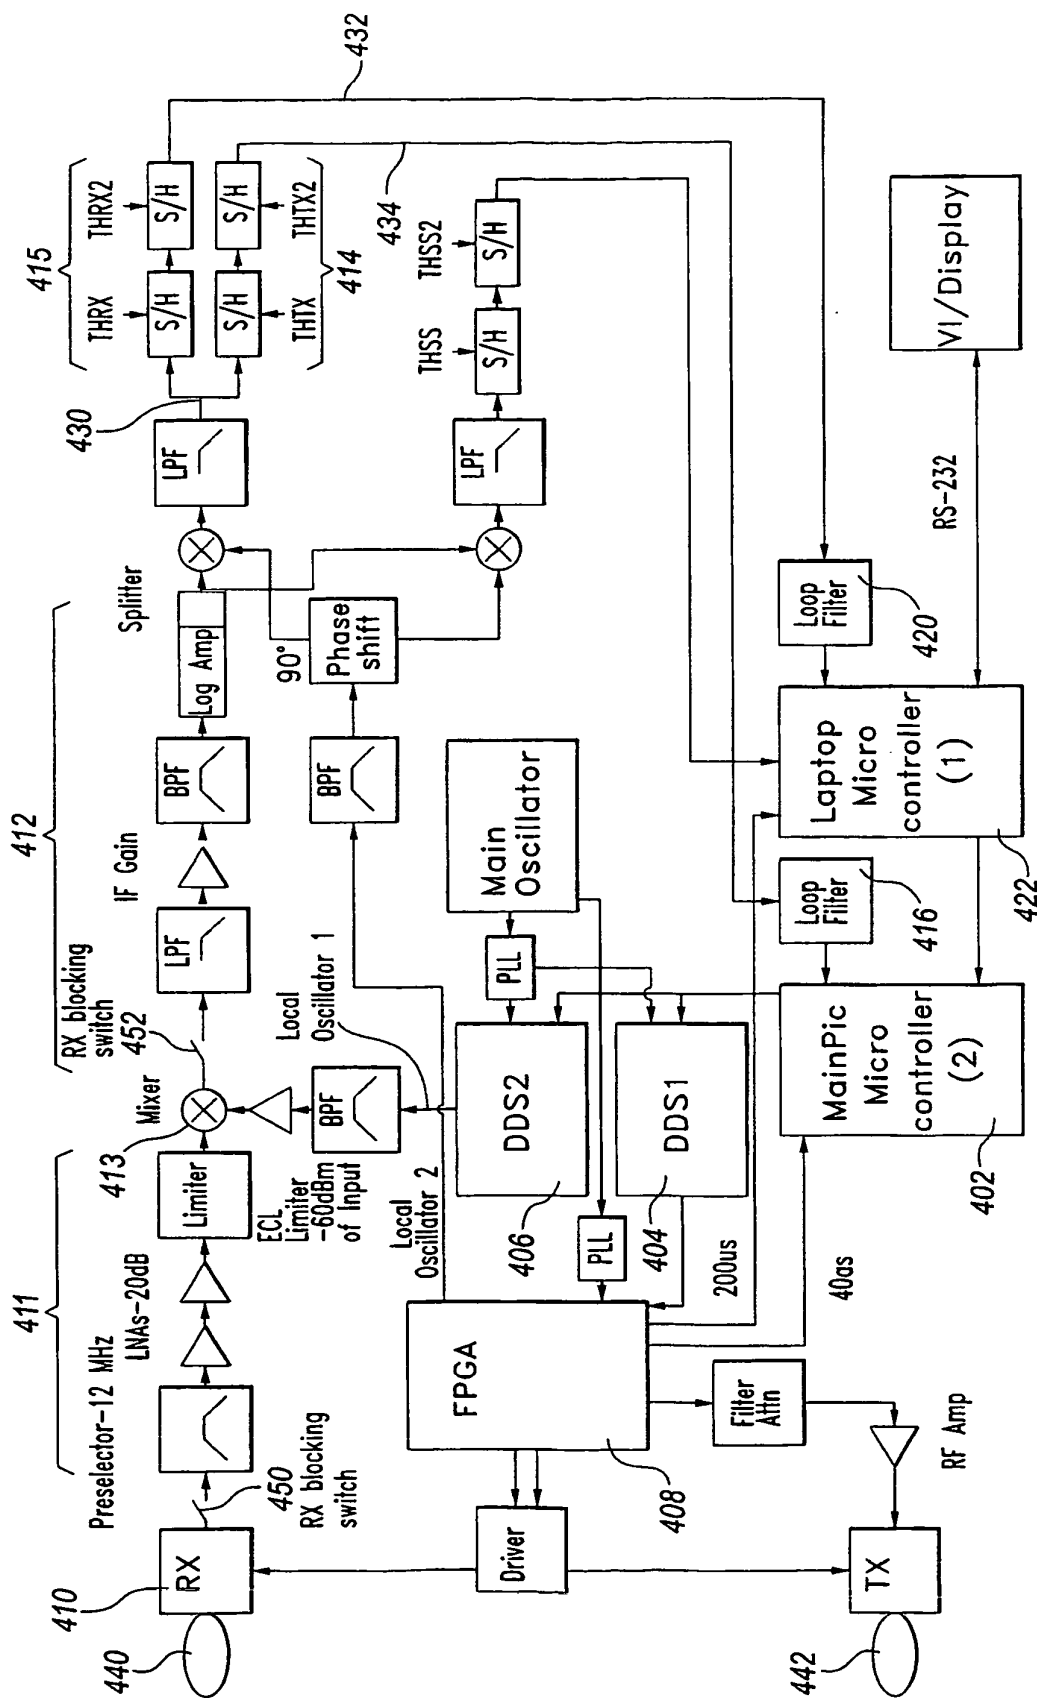 411
412
415
432
Preselector-12 MHz
LNAs-20dB
Mixer
RX blocking
switch
IF Gain
Splitter
THRX
THRX2
413
452
430
440
410
RX
Limiter
LPF
BPF
Log Amp
LPF
S/H
S/H
S/H
S/H
450
RX blocking
switch
ECL
Limiter
-60dBm
of Input
BPF
Local
Oscillator 1
BPF
90°
Phase
shift
THTX
THTX2
414
434
Local
Oscillator 2
THSS
THSS2
LPF
S/H
S/H
Driver
FPGA
408
DDS2
406
PLL
Main
Oscillator
PLL
DDS1
404
200us
40as
Filter
Attn
RF Amp
442
TX
MainPic
Micro
controller
(2)
402
Loop
Filter
416
Laptop
Micro
controller
(1)
422
Loop
Filter
420
RS-232
VI/Display